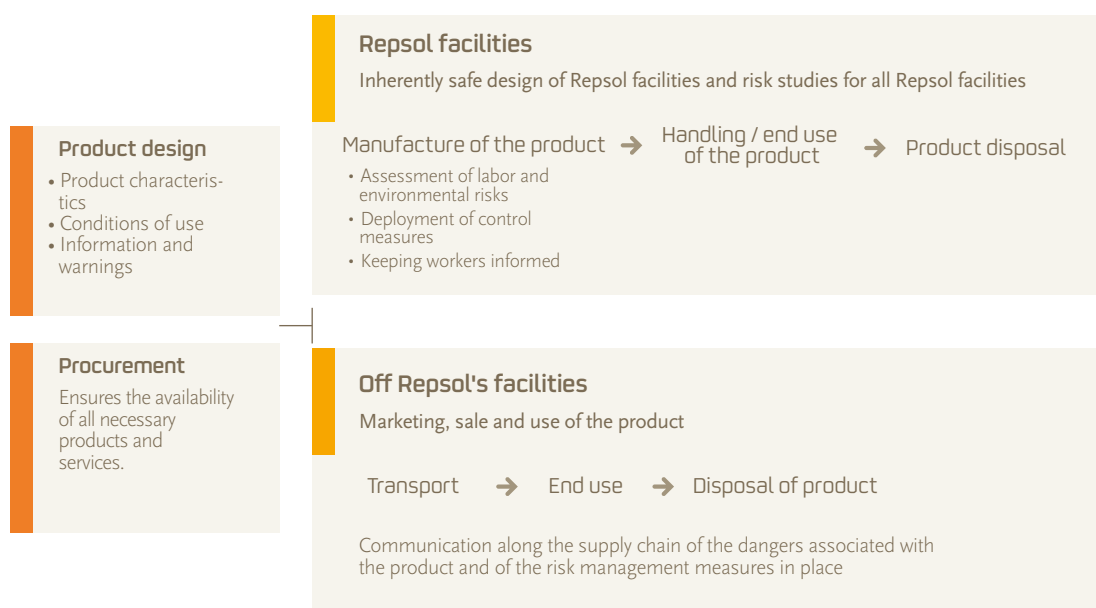 Product design
• Product characteris-
tics
• Conditions of use
• Information and
warnings
Procurement
Ensures the availability
of all necessary
products and
services.
Repsol facilities
Inherently safe design of Repsol facilities and risk studies for all Repsol facilities
Manufacture of the product → Handling / end use
of the product → Product disposal
• Assessment of labor and
environmental risks
• Deployment of control
measures
• Keeping workers informed
Off Repsol's facilities
Marketing, sale and use of the product
Transport → End use → Disposal of product
Communication along the supply chain of the dangers associated with
the product and of the risk management measures in place